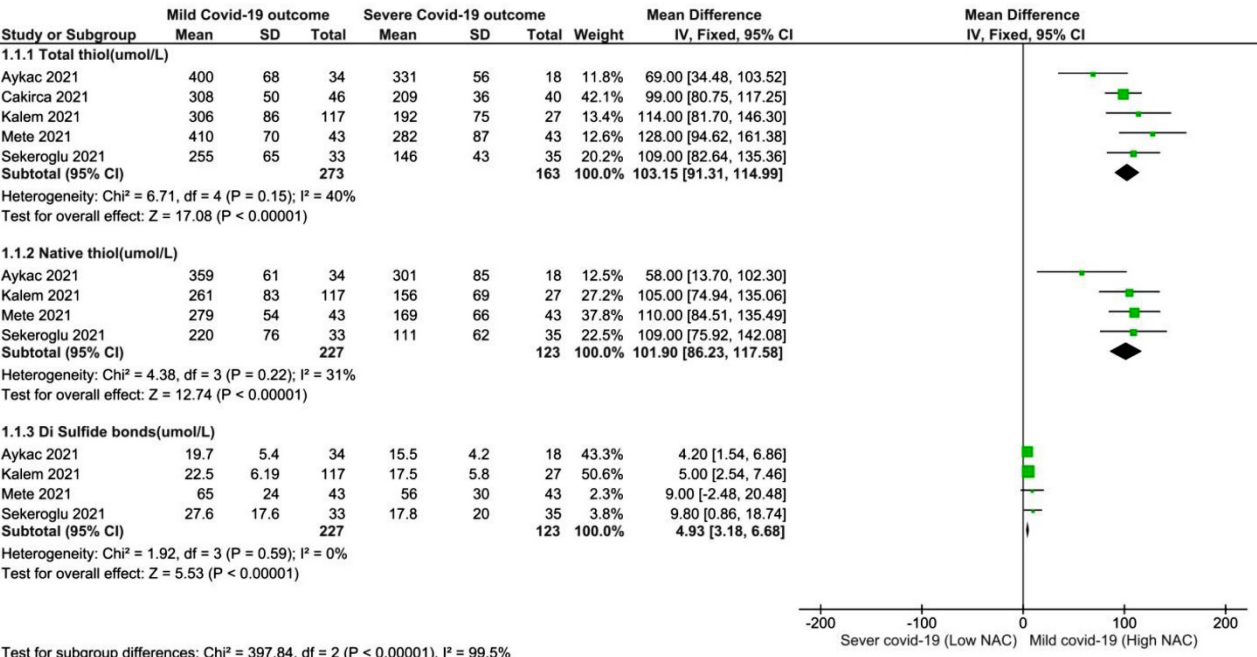 Mild Covid-19 outcome Severe Covid-19 outcome Mean Difference Mean Difference
Study or Subgroup Mean SD Total Mean SD Total Weight IV, Fixed, 95% CI IV, Fixed, 95% CI
1.1.1 Total thiol(umol/L)
Aykac 2021 400 68 34 331 56 18 11.8% 69.00 [34.48, 103.52]
Cakirca 2021 308 50 46 209 36 40 42.1% 99.00 [80.75, 117.25]
Kalem 2021 306 86 117 192 75 27 13.4% 114.00 [81.70, 146.30]
Mete 2021 410 70 43 282 87 43 12.6% 128.00 [94.62, 161.38]
Sekeroglu 2021 255 65 33 146 43 35 20.2% 109.00 [82.64, 135.36]
Subtotal (95% CI) 273 163 100.0% 103.15 [91.31, 114.99]
Heterogeneity: Chi² = 6.71, df = 4 (P = 0.15); I² = 40%
Test for overall effect: Z = 17.08 (P < 0.00001)
1.1.2 Native thiol(umol/L)
Aykac 2021 359 61 34 301 85 18 12.5% 58.00 [13.70, 102.30]
Kalem 2021 261 83 117 156 69 27 27.2% 105.00 [74.94, 135.06]
Mete 2021 279 54 43 169 66 43 37.8% 110.00 [84.51, 135.49]
Sekeroglu 2021 220 76 33 111 62 35 22.5% 109.00 [75.92, 142.08]
Subtotal (95% CI) 227 123 100.0% 101.90 [86.23, 117.58]
Heterogeneity: Chi² = 4.38, df = 3 (P = 0.22); I² = 31%
Test for overall effect: Z = 12.74 (P < 0.00001)
1.1.3 Di Sulfide bonds(umol/L)
Aykac 2021 19.7 5.4 34 15.5 4.2 18 43.3% 4.20 [1.54, 6.86]
Kalem 2021 22.5 6.19 117 17.5 5.8 27 50.6% 5.00 [2.54, 7.46]
Mete 2021 65 24 43 56 30 43 2.3% 9.00 [-2.48, 20.48]
Sekeroglu 2021 27.6 17.6 33 17.8 20 35 3.8% 9.80 [0.86, 18.74]
Subtotal (95% CI) 227 123 100.0% 4.93 [3.18, 6.68]
Heterogeneity: Chi² = 1.92, df = 3 (P = 0.59); I² = 0%
Test for overall effect: Z = 5.53 (P < 0.00001)
-200 -100 0 100 200
Sever covid-19 (Low NAC) Mild covid-19 (High NAC)
Test for subgroup differences: Chi² = 397.84, df = 2 (P < 0.00001), I² = 99.5%